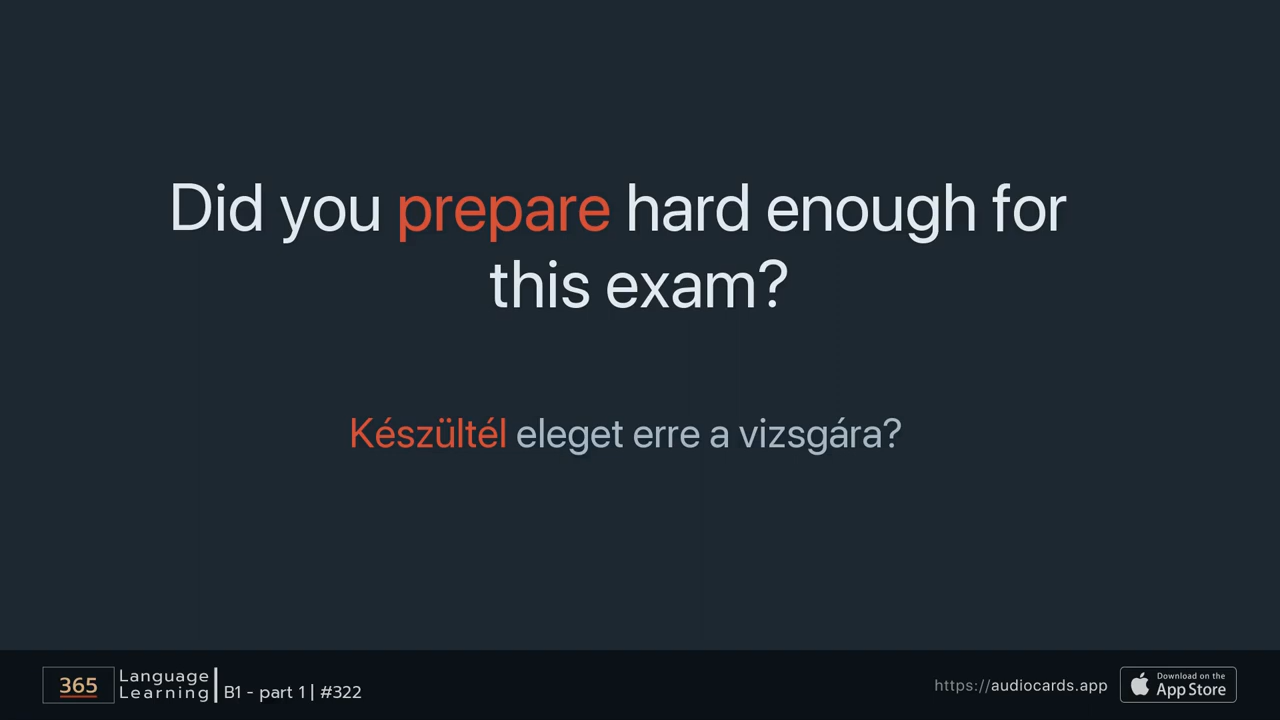 Did you prepare hard enough for
this exam?
Készültél eleget erre a vizsgára?
365
Language
Learning
B1 - part 1 | #322
https://audiocards.app
Download on the
App Store